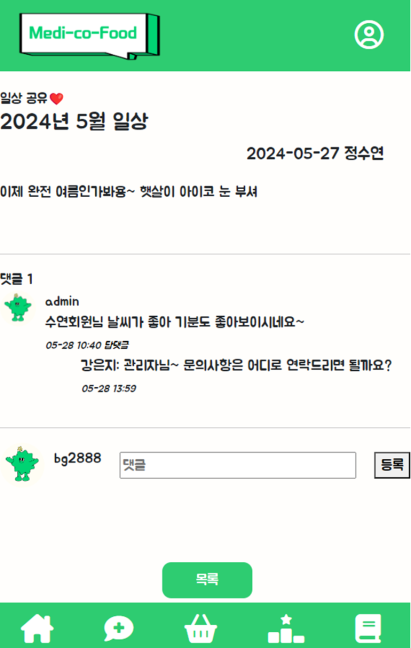 Medi-co-Food
일상 공유❤️
2024년 5월 일상
2024-05-27 정수연
이제 완전 여름인가봐용~ 햇살이 아이코 눈 부셔
댓글 1
admin
수연회원님 날씨가 좋아 기분도 좋아보이시네요~
05-28 10:40 답댓글
강은지: 관리자님~ 문의사항은 어디로 연락드리면 될까요?
05-28 13:59
bg2888
댓글
등록
목록